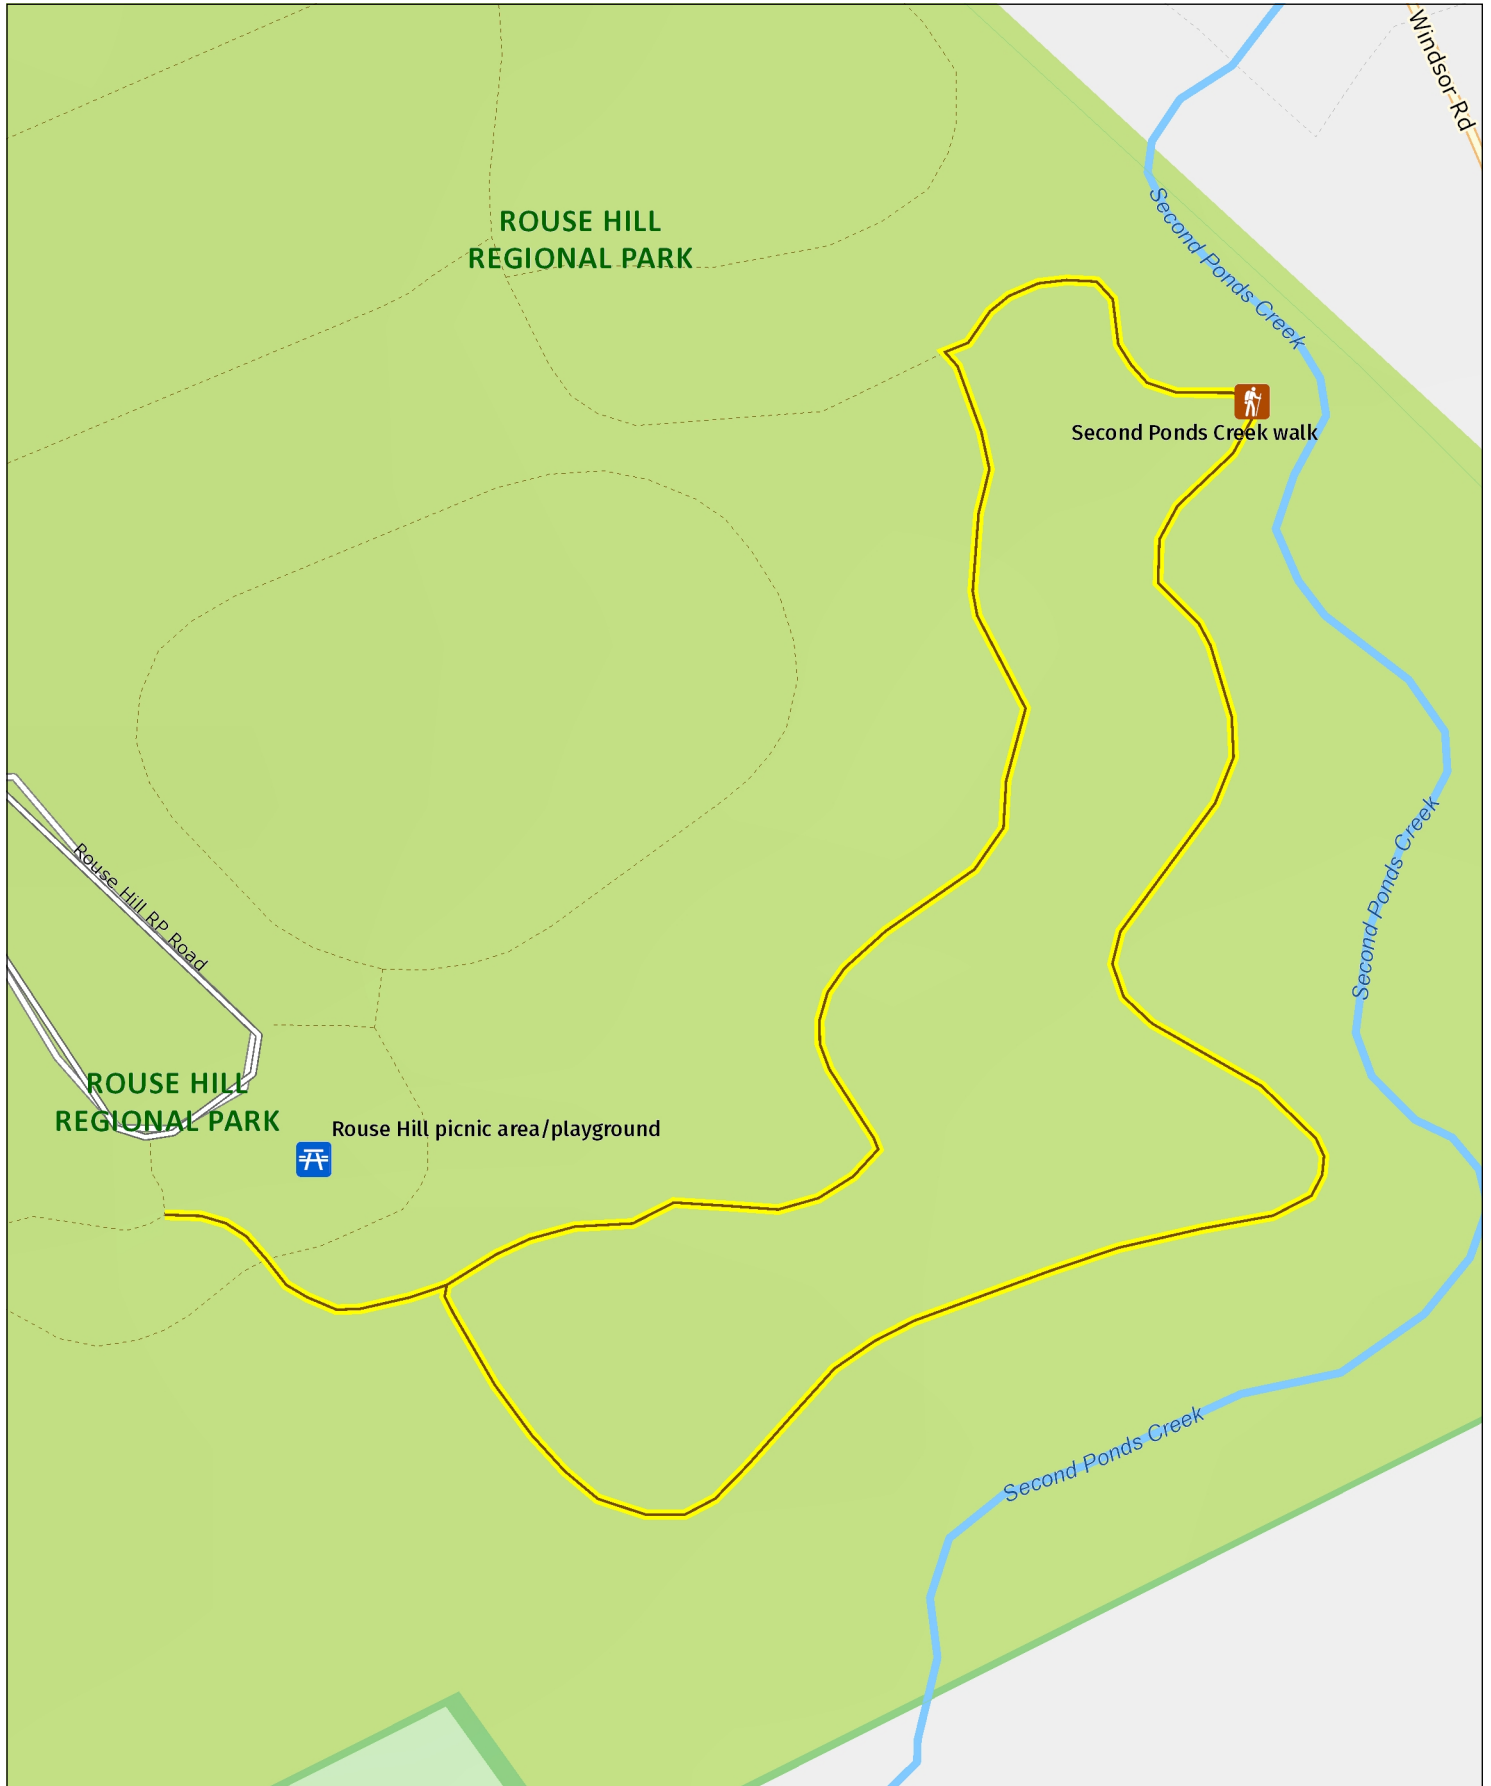 Windsor Rd
ROUSE HILL
REGIONAL PARK
Second Ponds Creek
Second Ponds Creek walk
Rouse Hill RP Road
Second Ponds Creek
ROUSE HILL
REGIONAL PARK
Rouse Hill picnic area/playground
Second Ponds Creek